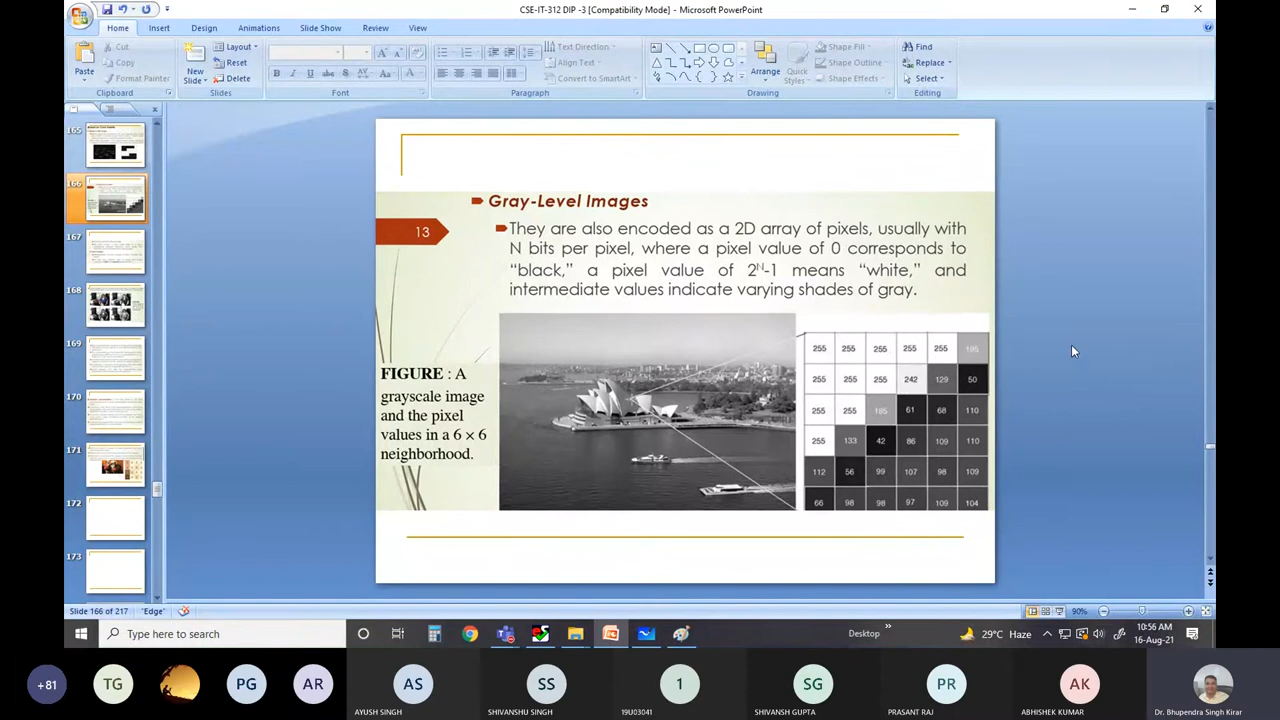 CSE-IT-312 DIP -3 [Compatibility Mode] - Microsoft PowerPoint
Home Insert Design Animations Slide Show Review View
Paste
Cut
Copy
Format Painter
Clipboard
New
Slide
Layout
Reset
Delete
Slides
Font
Text Direction
Align Text
Convert to SmartArt
Paragraph
Arrange
Quick
Styles
Shape Fill
Shape Outline
Shape Effects
Drawing
Find
Replace
Select
Editing
165
166
167
168
169
170
171
172
173
Gray-Level Images
13
They are also encoded as a 2D array of pixels, usually with
N bits per pixel, where a pixel value of 0 corresponds to
“black,” a pixel value of 2^N-1 means “white,” and
intermediate values indicate varying shades of gray.
FIGURE : A
grayscale image
and the pixel
values in a 6 × 6
neighborhood.
255 255 255 255 255 195
255 255 255 242 129 50
255 255 185 61 68 110
255 133 42 86 109 110
112 56 99 107 98 109
66 98 98 97 109 104
Slide 166 of 217 "Edge" 90%
Type here to search
Desktop
29°C Haze
10:56 AM
16-Aug-21
+81 TG PG AR AS SS 1 SG PR AK
AYUSH SINGH SHIVANSHU SINGH 19U03041 SHIVANSH GUPTA PRASANT RAJ ABHISHEK KUMAR Dr. Bhupendra Singh Kirar